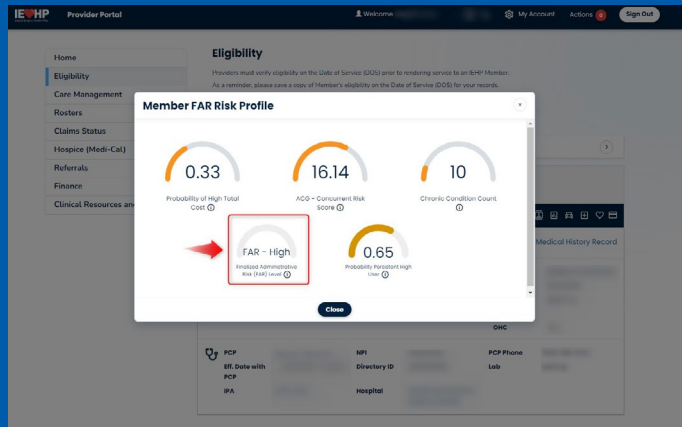 IEHP Provider Portal
Welcome
My Account
Actions 0
Sign Out
Home
Eligibility
Care Management
Rosters
Claims Status
Hospice (Medi-Cal)
Referrals
Finance
Clinical Resources an
Eligibility
Providers must verify eligibility on the Date of Service (DOS) prior to rendering service to an IEHP Member.
As a reminder, please save a copy of Member's eligibility on the Date of Service (DOS) for your records.
Member FAR Risk Profile
x
0.33
Probability of High Total
Cost
16.14
ACG - Concurrent Risk
Score
10
Chronic Condition Count
FAR - High
Finalized Administrative
Risk (FAR) Level
0.65
Probability Persistent High
User
Close
Medical History Record
OHC
PCP
NPI
PCP Phone
Eff. Date with
PCP
Directory ID
Lab
IPA
Hospital